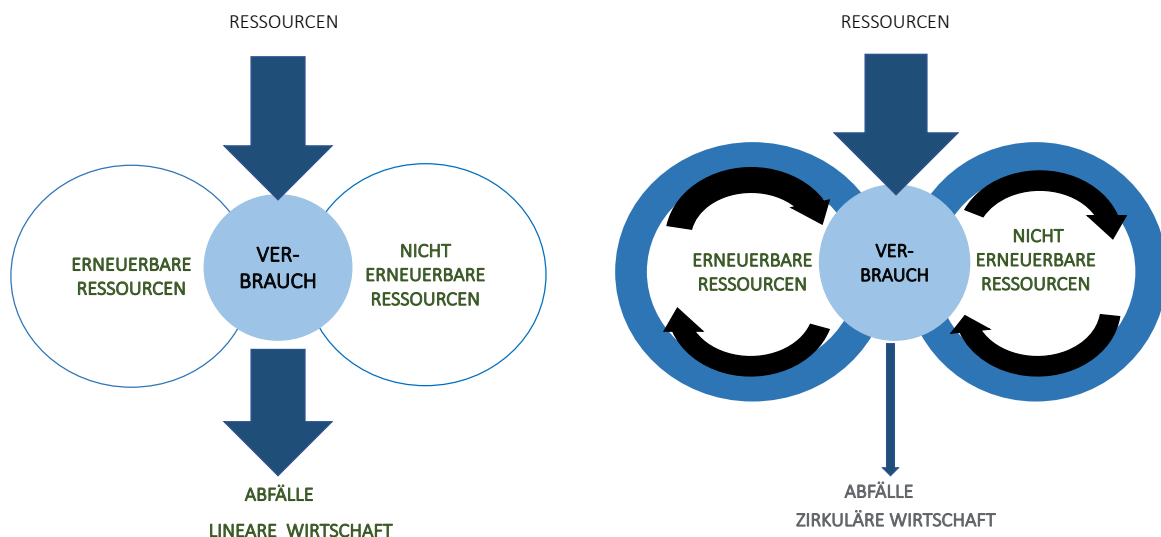 RESSOURCEN
ERNEUERBARE
RESSOURCEN
VER-
BRAUCH
NICHT
ERNEUERBARE
RESSOURCEN
ABFÄLLE
LINEARE WIRTSCHAFT
RESSOURCEN
ERNEUERBARE
RESSOURCEN
VER-
BRAUCH
NICHT
ERNEUERBARE
RESSOURCEN
ABFÄLLE
ZIRKULÄRE WIRTSCHAFT